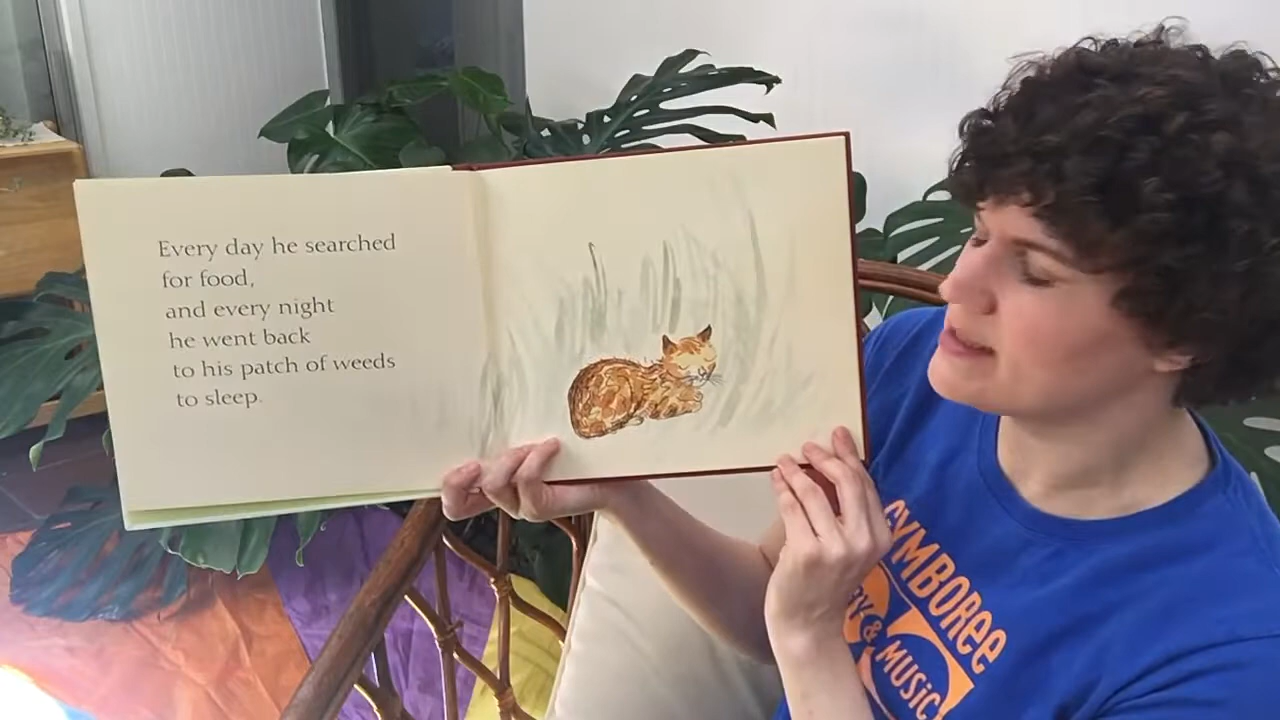 Every day he searched
for food,
and every night
he went back
to his patch of weeds
to sleep.
GYMBOREE
& MUSIC